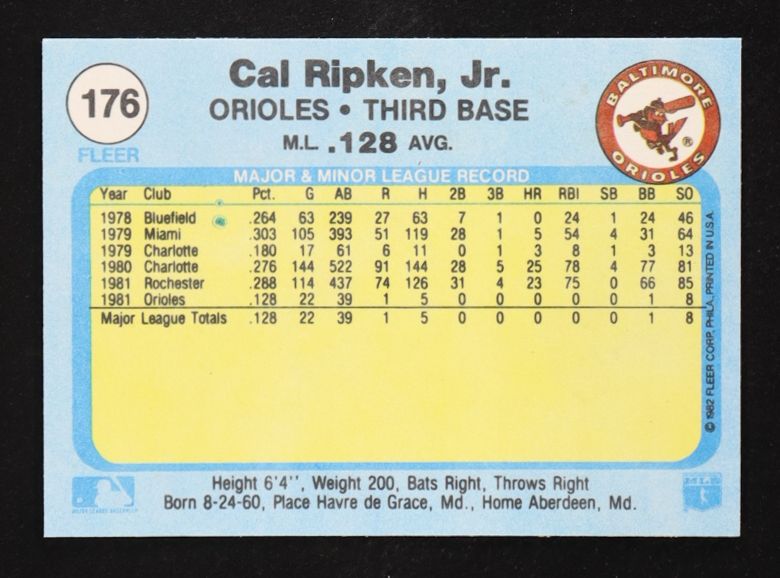 176
FLEER
Cal Ripken, Jr.
ORIOLES • THIRD BASE
M.L .128 AVG.
BALTIMORE
ORIOLES
®
MAJOR & MINOR LEAGUE RECORD
Year Club Pct. G AB R H 2B 3B HR RBI SB BB SO
1978 Bluefield .264 63 239 27 63 7 1 0 24 1 24 46
1979 Miami .303 105 393 51 119 28 1 5 54 4 31 64
1979 Charlotte .180 17 61 6 11 0 1 3 8 1 3 13
1980 Charlotte .276 144 522 91 144 28 5 25 78 4 77 81
1981 Rochester .288 114 437 74 126 31 4 23 75 0 66 85
1981 Orioles .128 22 39 1 5 0 0 0 0 0 1 8
Major League Totals .128 22 39 1 5 0 0 0 0 0 1 8
© 1982 FLEER CORP., PHILA., PRINTED IN U.S.A.
Height 6'4'', Weight 200, Bats Right, Throws Right
Born 8-24-60, Place Havre de Grace, Md., Home Aberdeen, Md.
MAJOR LEAGUE BASEBALL